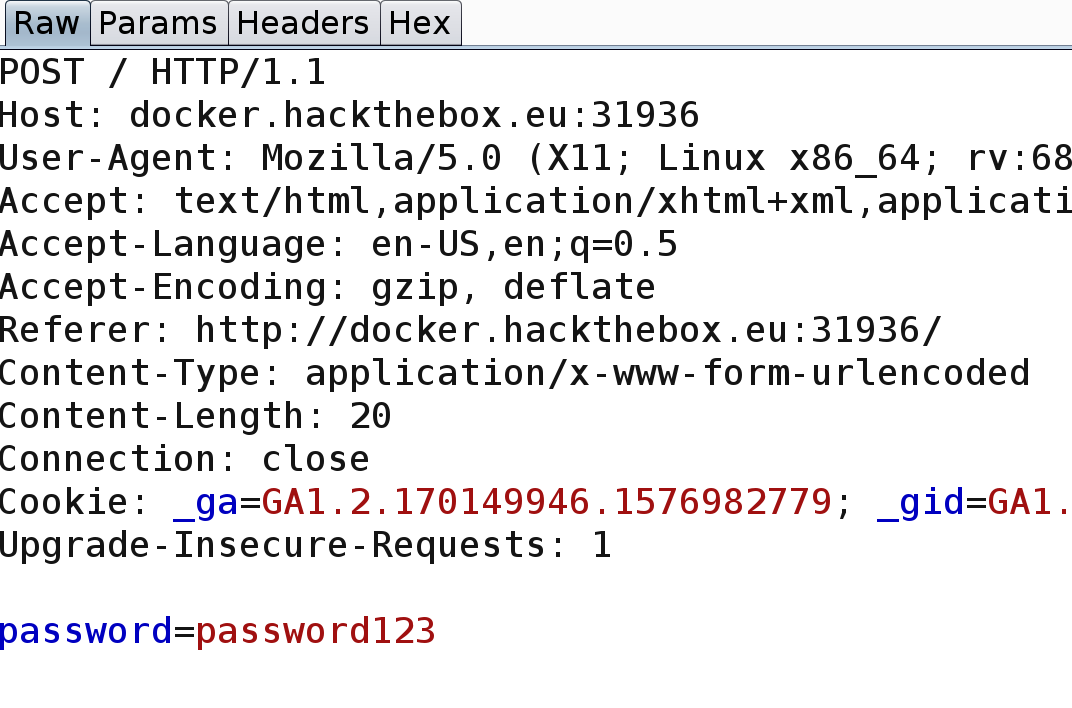 Raw Params Headers Hex
POST / HTTP/1.1
Host: docker.hackthebox.eu:31936
User-Agent: Mozilla/5.0 (X11; Linux x86_64; rv:68
Accept: text/html,application/xhtml+xml,applicati
Accept-Language: en-US,en;q=0.5
Accept-Encoding: gzip, deflate
Referer: http://docker.hackthebox.eu:31936/
Content-Type: application/x-www-form-urlencoded
Content-Length: 20
Connection: close
Cookie: _ga=GA1.2.170149946.1576982779; _gid=GA1.
Upgrade-Insecure-Requests: 1
password=password123